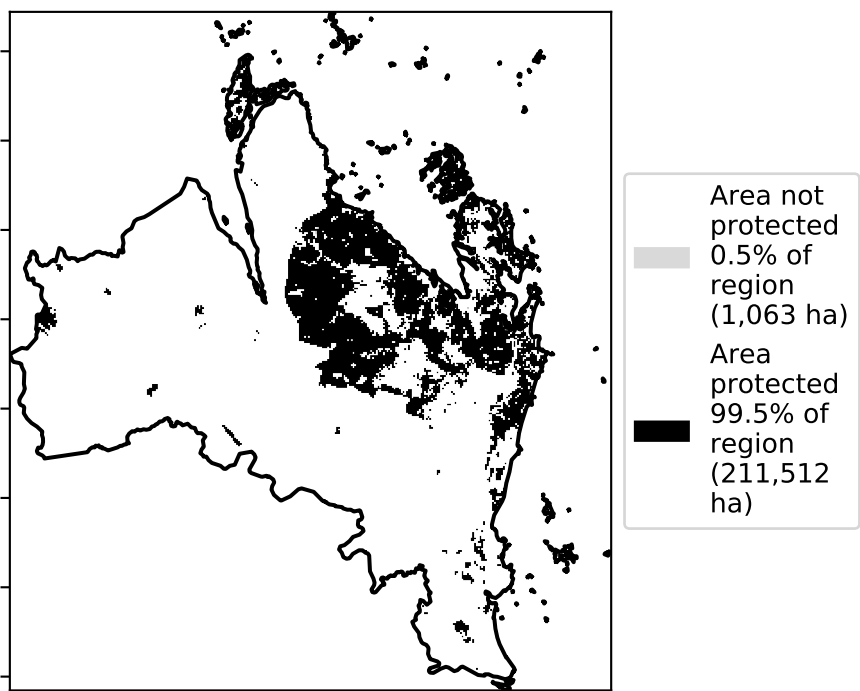 Area not
protected
0.5% of
region
(1,063 ha)
Area
protected
99.5% of
region
(211,512
ha)